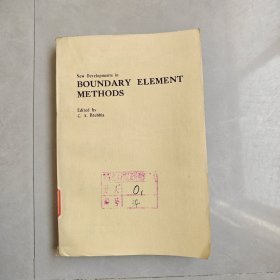 New Developments in
BOUNDARY ELEMENT
METHODS
Edited by
C. A. Brebbia